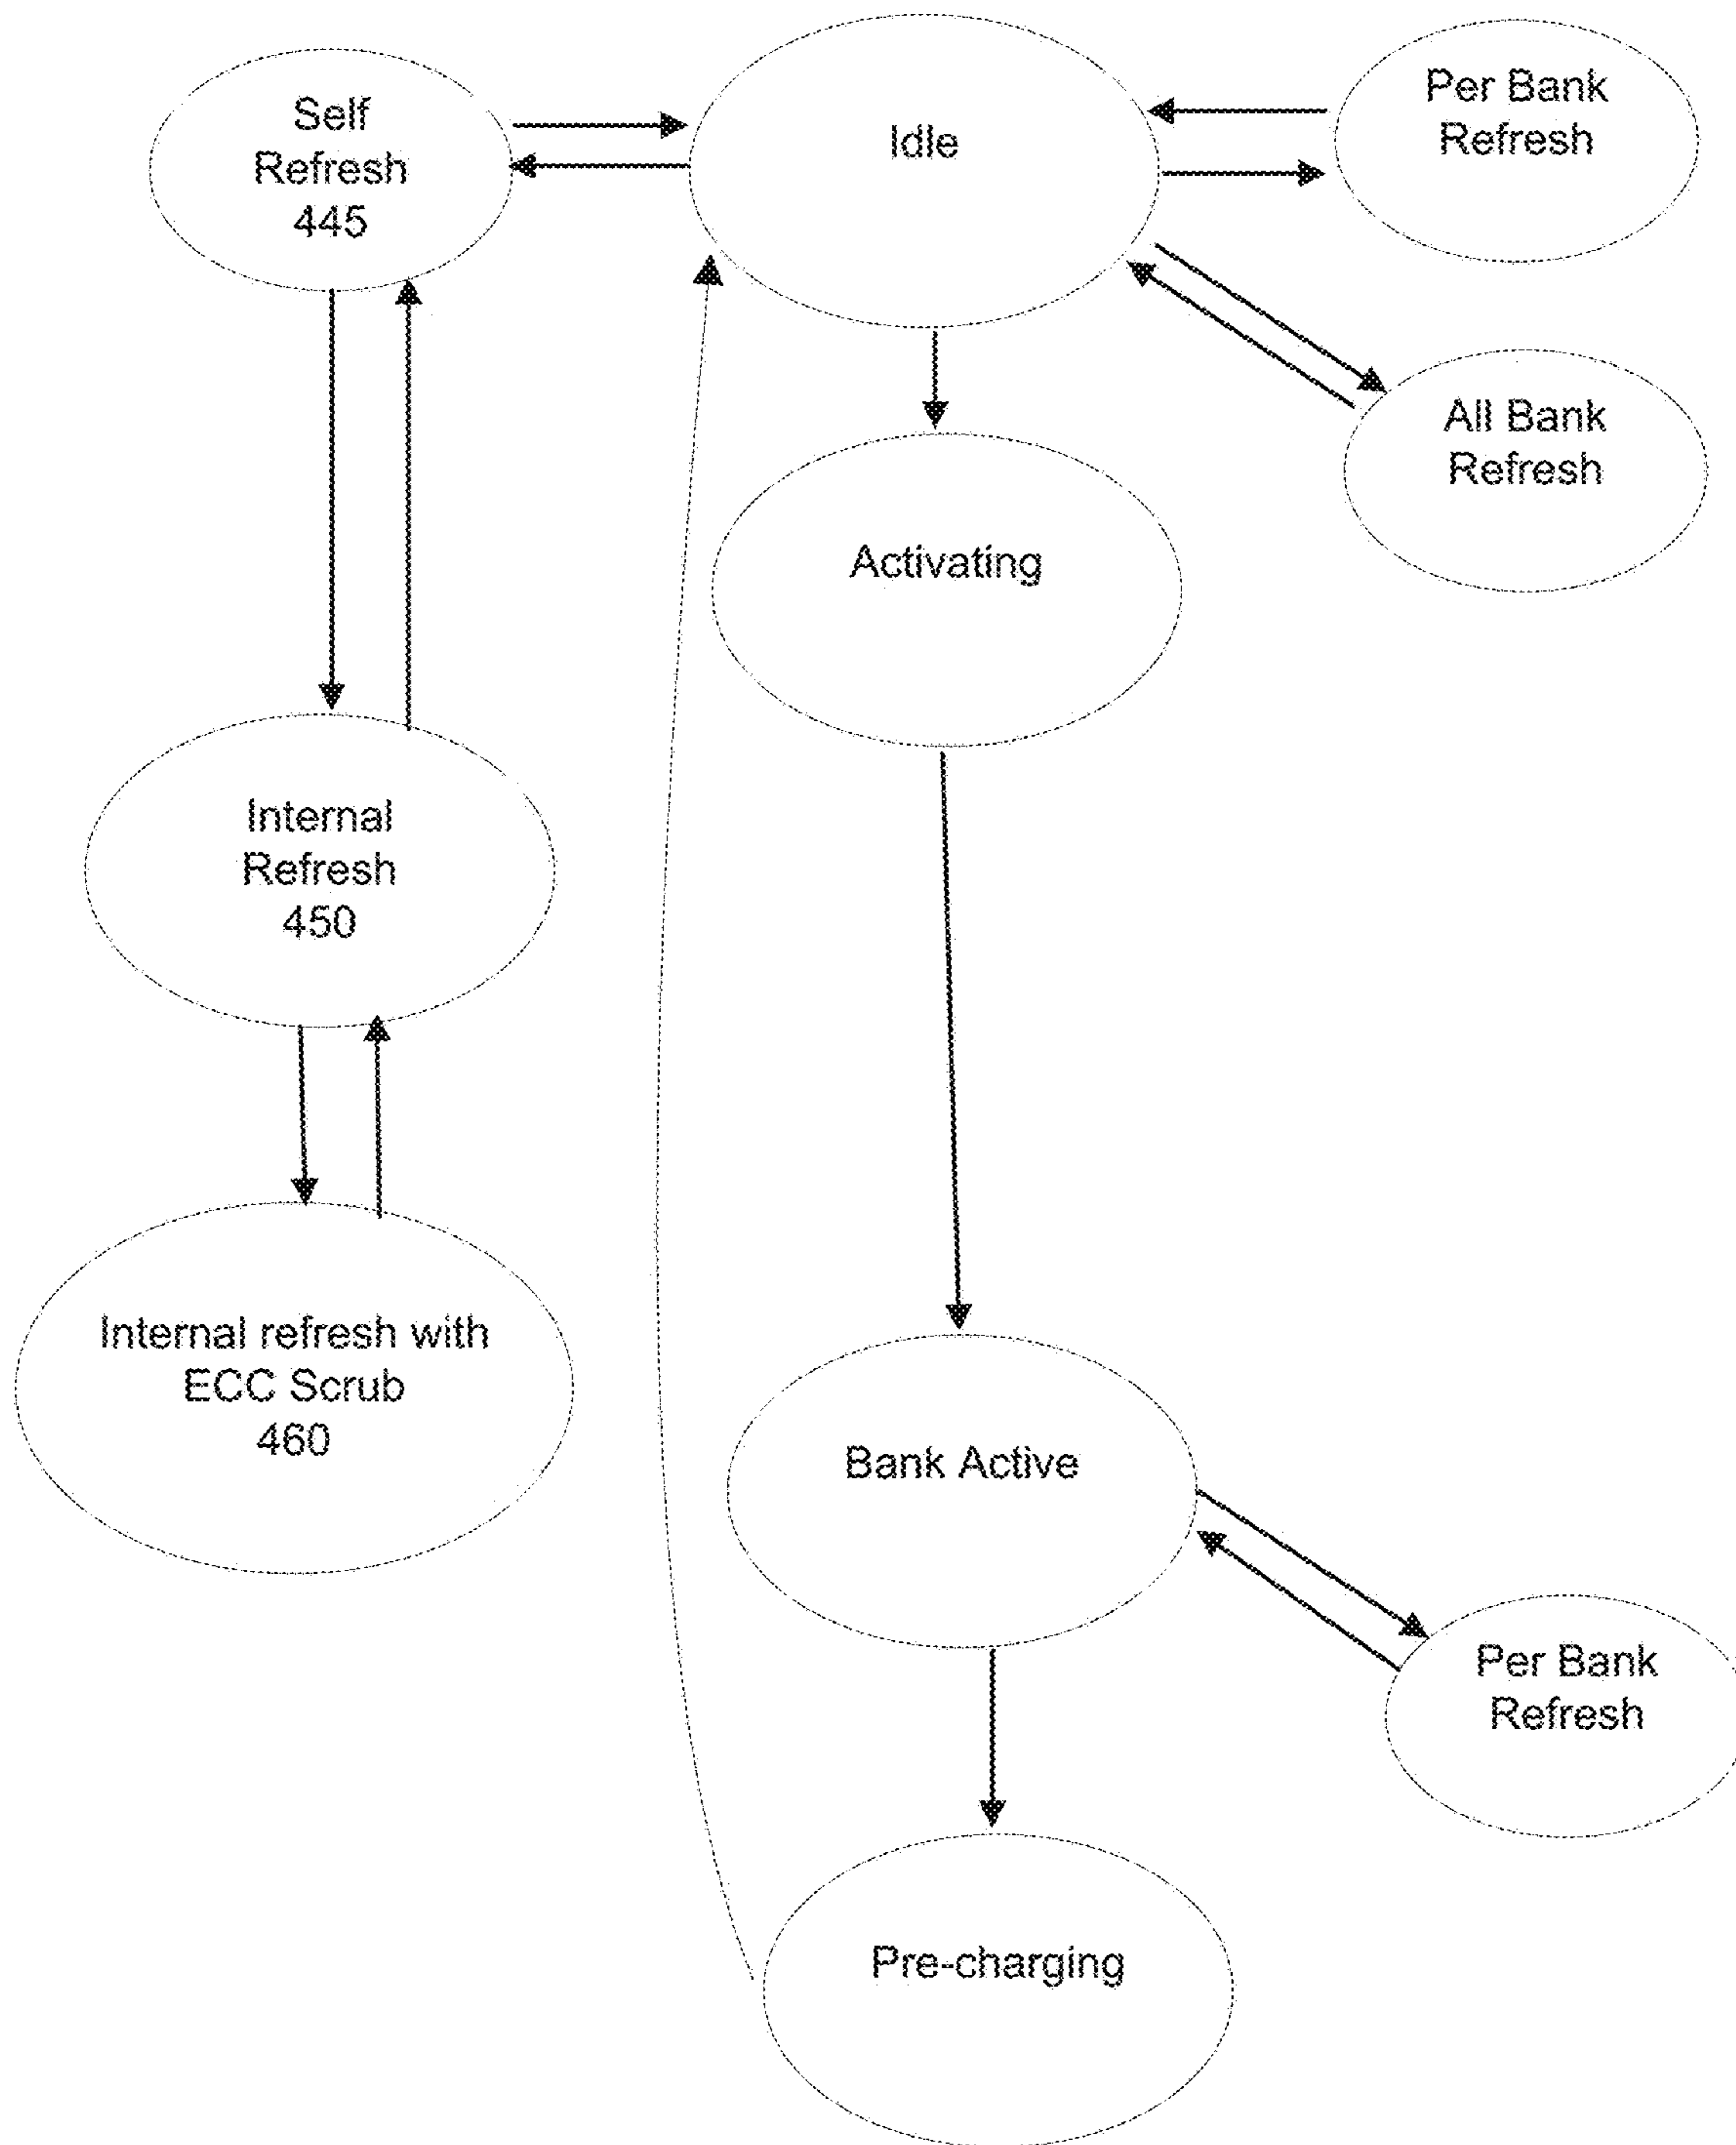 Self
Refresh
445
Idle
Per Bank
Refresh
All Bank
Refresh
Activating
Internal
Refresh
450
Internal refresh with
ECC Scrub
460
Bank Active
Per Bank
Refresh
Pre-charging